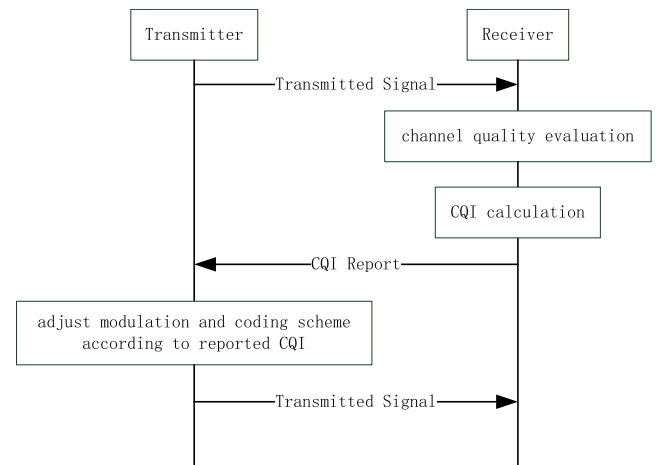 Transmitter
Receiver
Transmitted Signal
channel quality evaluation
CQI calculation
CQI Report
adjust modulation and coding scheme
according to reported CQI
Transmitted Signal